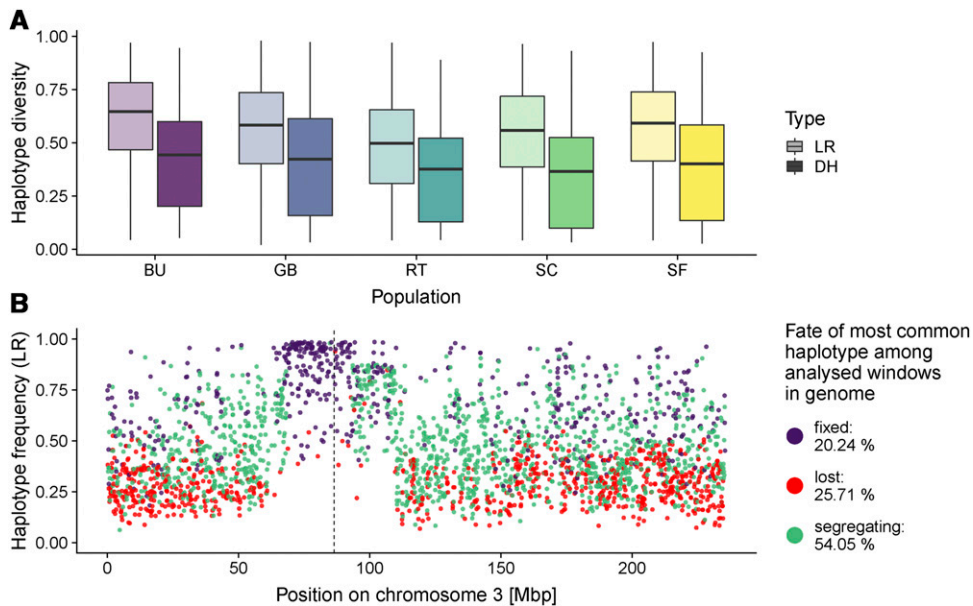 A
1.00
0.75
0.50
0.25
0.00
Haplotype diversity
BU
GB
RT
SC
SF
Population
Type
LR
DH
B
1.00
0.75
0.50
0.25
0.00
Haplotype frequency (LR)
0
50
100
150
200
Position on chromosome 3 [Mbp]
Fate of most common
haplotype among
analysed windows
in genome
fixed:
20.24 %
lost:
25.71 %
segregating:
54.05 %